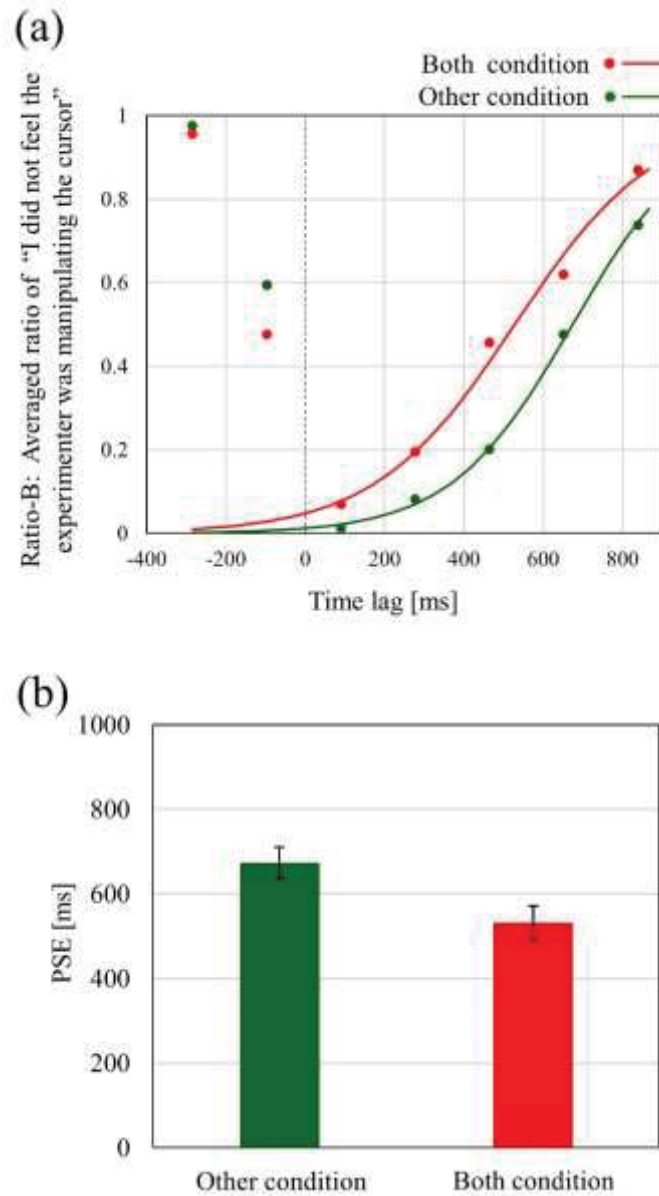 (a)
Both condition
Other condition
Ratio-B: Averaged ratio of "I did not feel the
experimenter was manipulating the cursor"
1
0.8
0.6
0.4
0.2
0
-400
-200
0
200
400
600
800
Time lag [ms]
(b)
PSE [ms]
1000
800
600
400
200
0
Other condition
Both condition